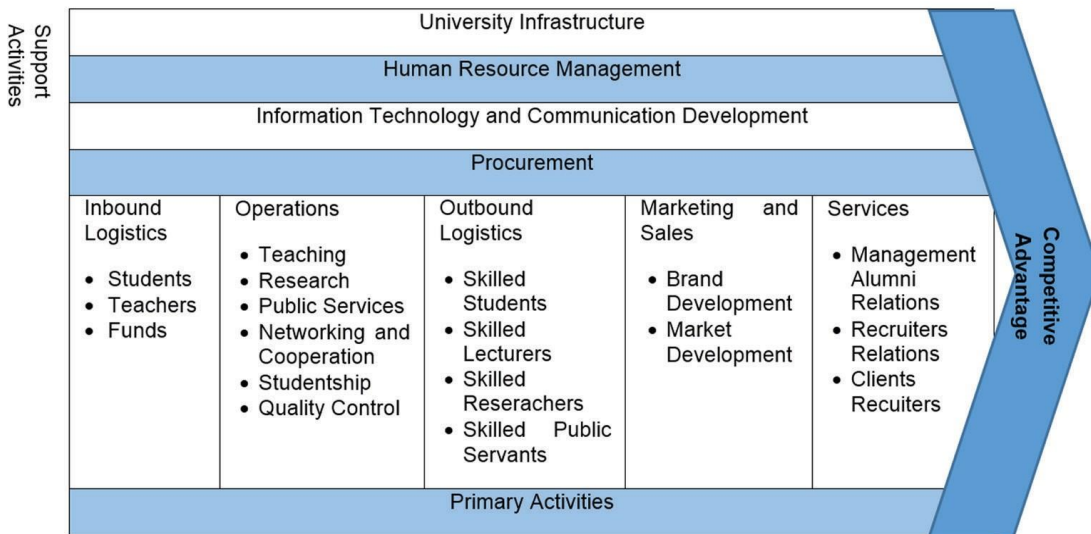 Support
Activities
University Infrastructure
Human Resource Management
Information Technology and Communication Development
Procurement
Inbound
Logistics
• Students
• Teachers
• Funds
Operations
• Teaching
• Research
• Public Services
• Networking and
Cooperation
• Studentship
• Quality Control
Outbound
Logistics
• Skilled
Students
• Skilled
Lecturers
• Skilled
Reserachers
• Skilled Public
Servants
Marketing and
Sales
• Brand
Development
• Market
Development
Services
• Management
Alumni
Relations
• Recruiters
Relations
• Clients
Recuiters
Competitive
Advantage
Primary Activities